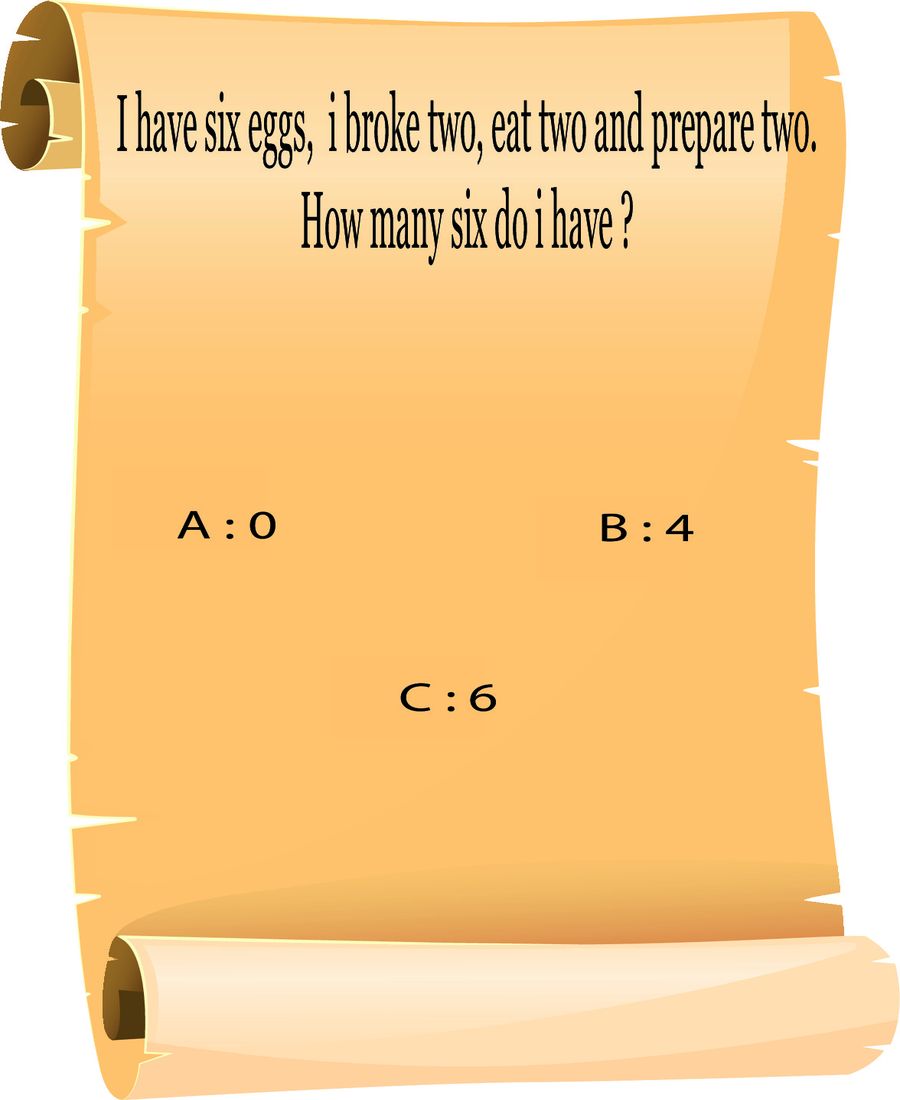 I have six eggs, i broke two, eat two and prepare two.
How many six do i have ?
A : 0
B : 4
C : 6